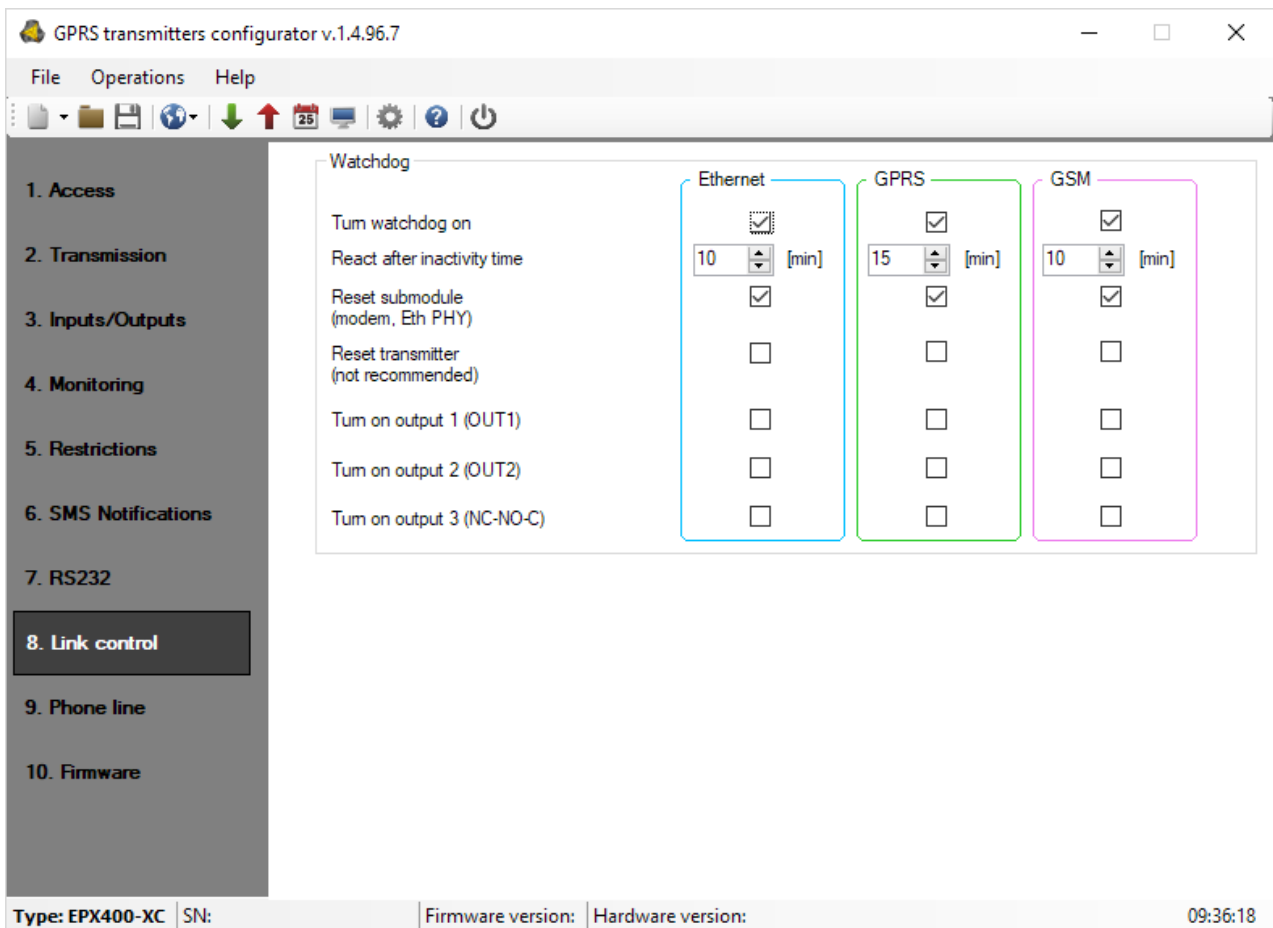 GPRS transmitters configurator v.1.4.96.7
File Operations Help
25
1. Access
2. Transmission
3. Inputs/Outputs
4. Monitoring
5. Restrictions
6. SMS Notifications
7. RS232
8. Link control
9. Phone line
10. Firmware
Watchdog
Ethernet GPRS GSM
Turn watchdog on
React after inactivity time 10 [min] 15 [min] 10 [min]
Reset submodule
(modem, Eth PHY)
Reset transmitter
(not recommended)
Turn on output 1 (OUT1)
Turn on output 2 (OUT2)
Turn on output 3 (NC-NO-C)
Type: EPX400-XC SN: Firmware version: Hardware version: 09:36:18